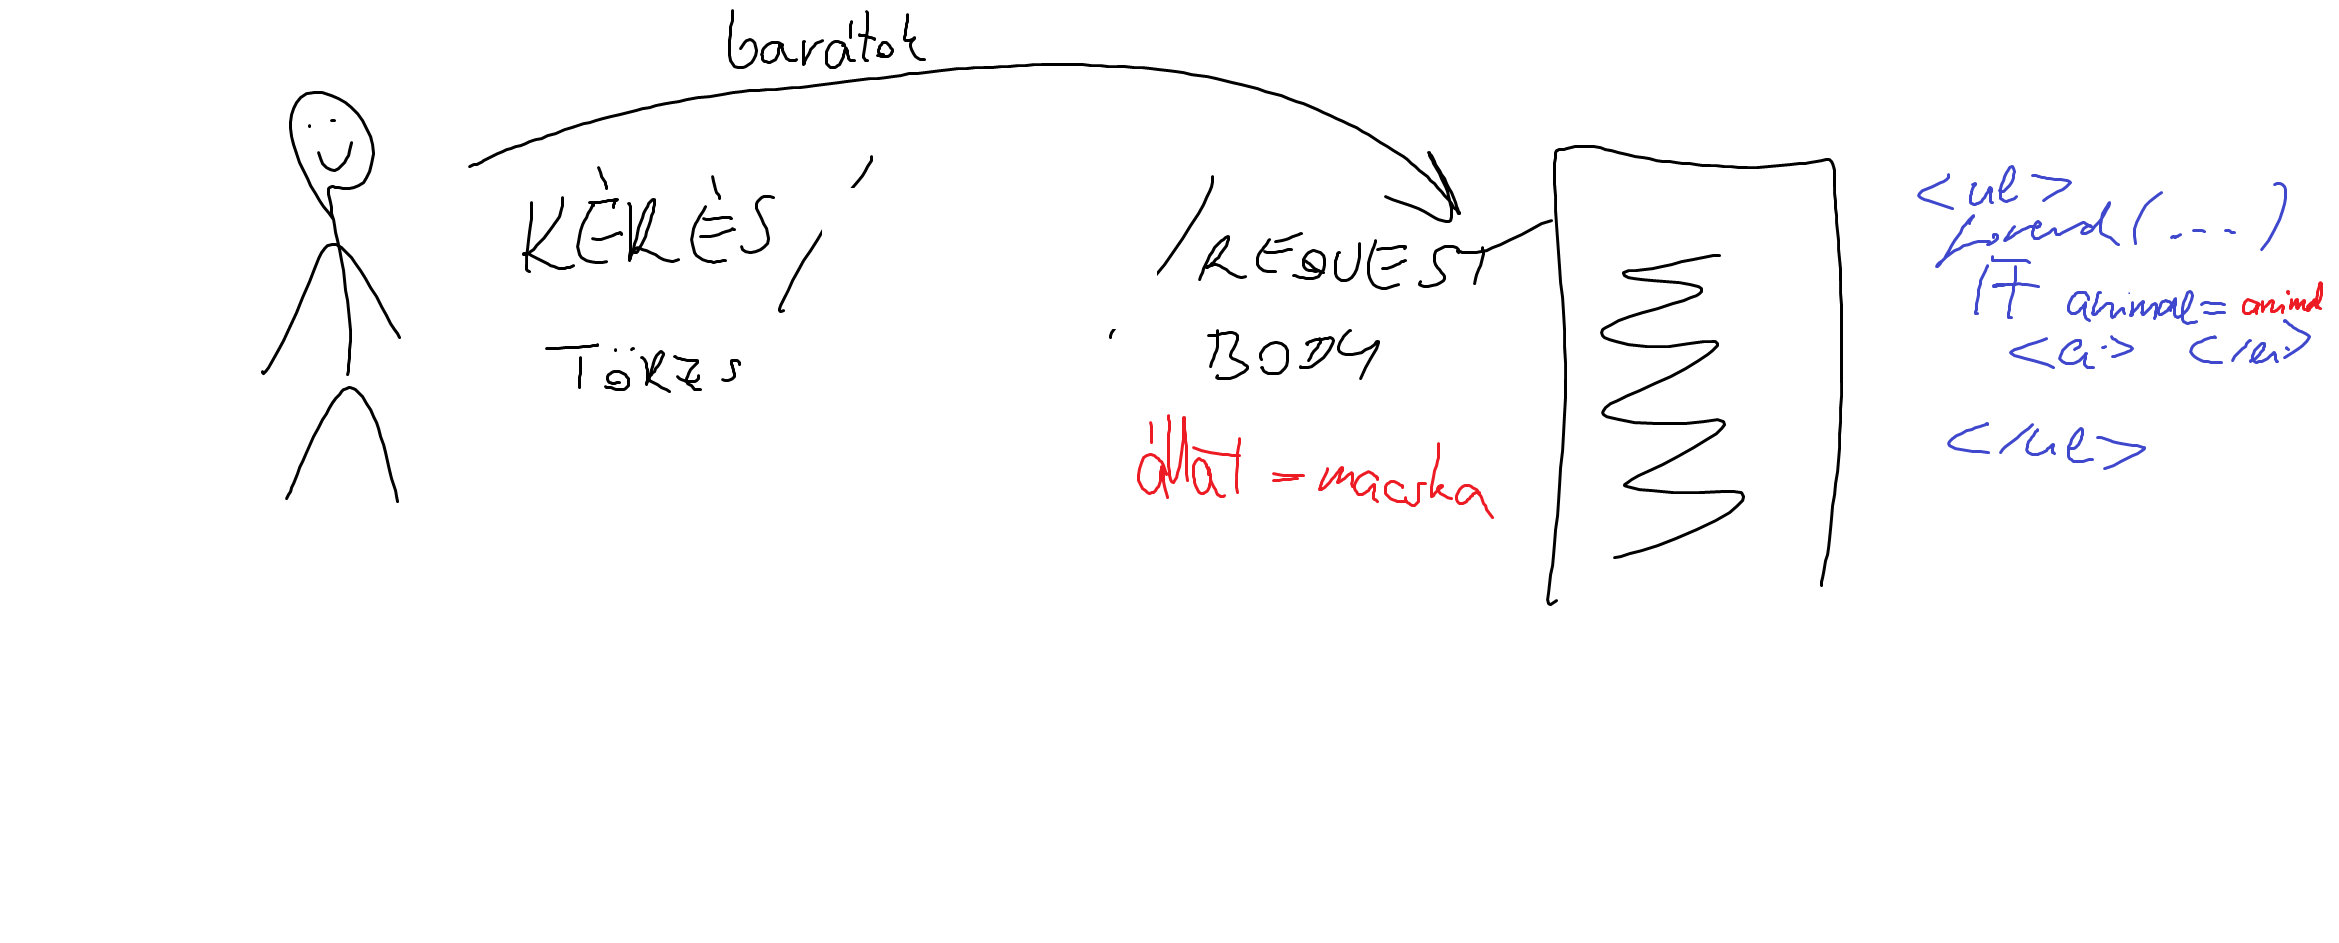 barátok
KÉRÉS / REQUEST
TÖRZS BODY
állat = macska
<ul>
foreach(...)
IF animal = animal
<a> </a>
</ul>